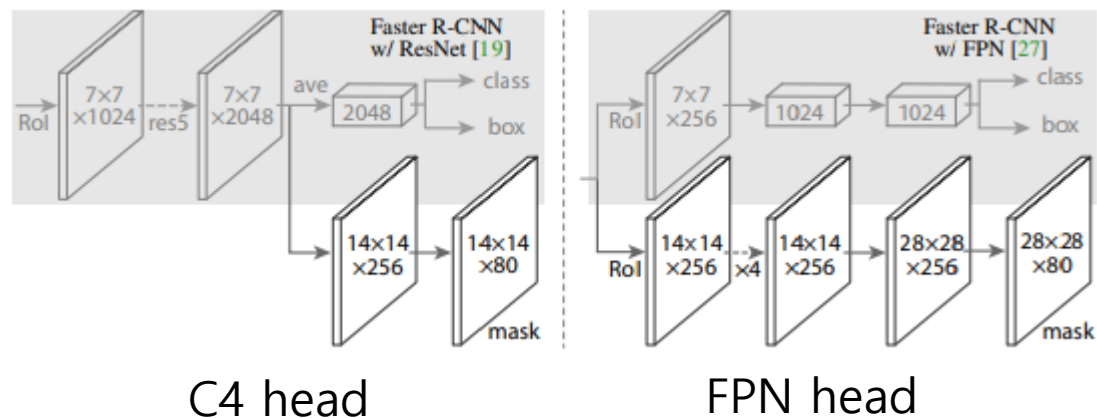 Faster R-CNN
w/ ResNet [19]
RoI
7×7
×1024
res5
7×7
×2048
ave
2048
class
box
14×14
×256
14×14
×80
mask
Faster R-CNN
w/ FPN [27]
RoI
7×7
×256
1024
1024
class
box
RoI
14×14
×256
×4
14×14
×256
28×28
×256
28×28
×80
mask
C4 head
FPN head